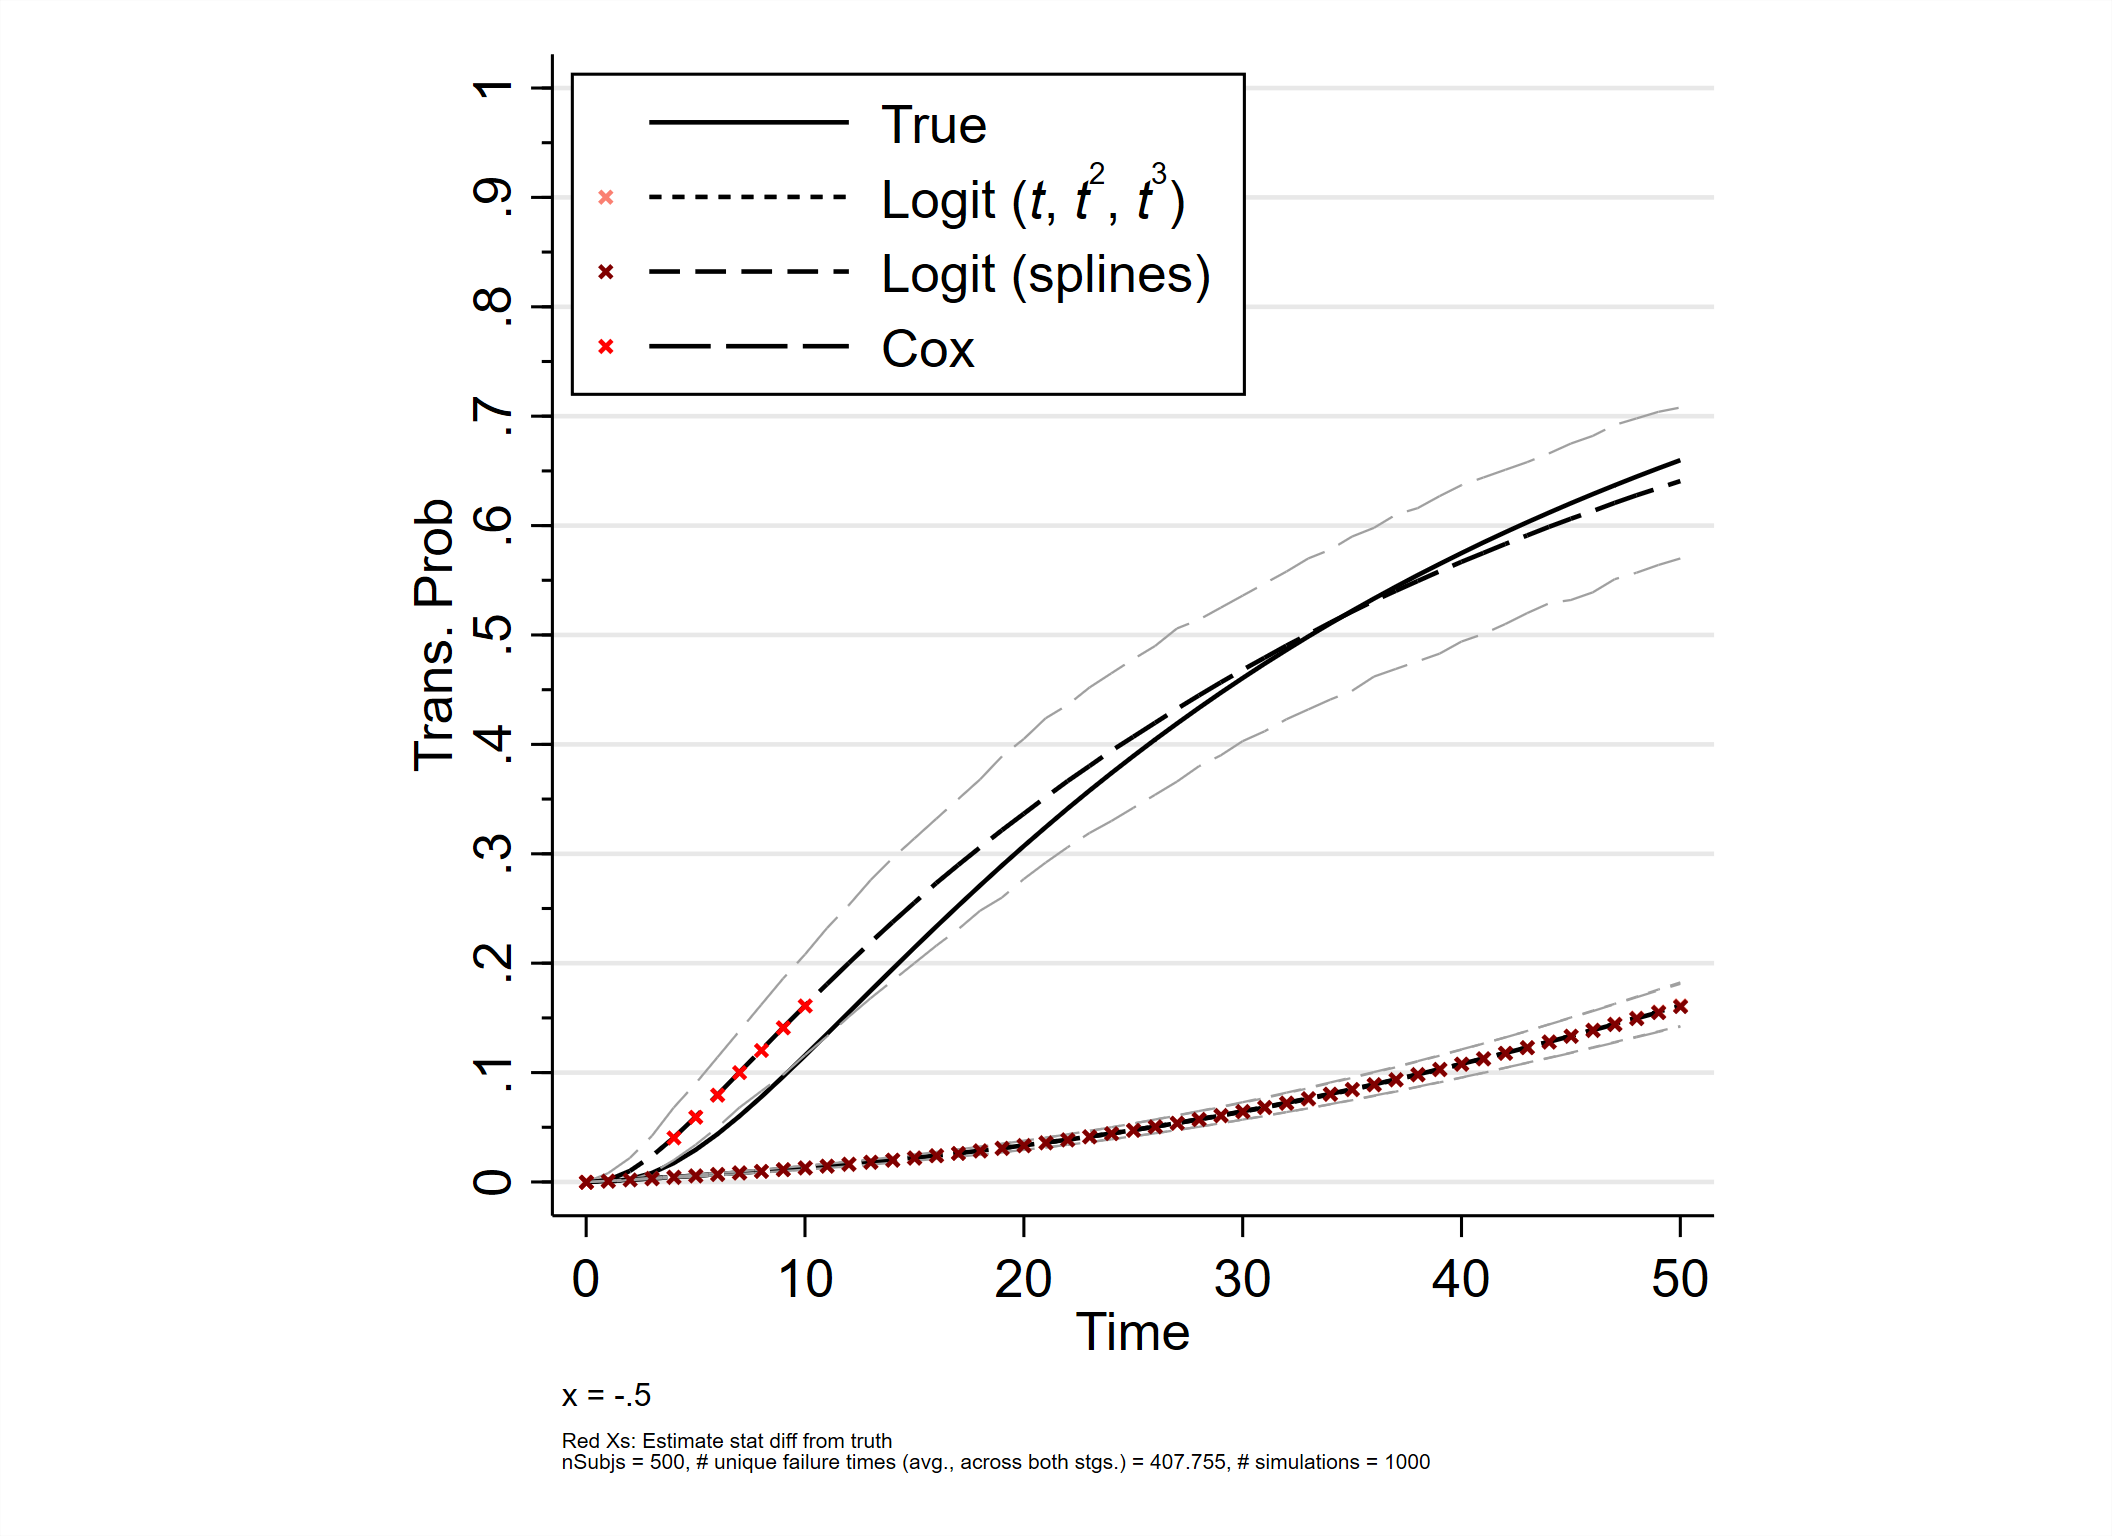 1
.9
.8
.7
.6
.5
.4
.3
.2
.1
0
Trans. Prob
True
Logit (t, t², t³)
Logit (splines)
Cox
0 10 20 30 40 50
Time
x = -.5
Red Xs: Estimate stat diff from truth
nSubjs = 500, # unique failure times (avg., across both stgs.) = 407.755, # simulations = 1000